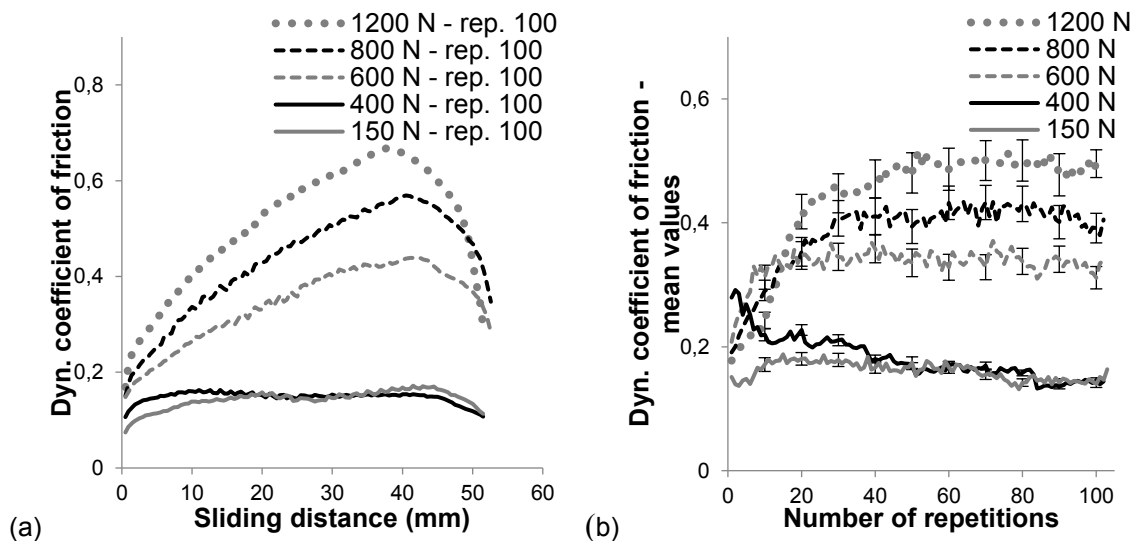 1200 N - rep. 100
800 N - rep. 100
600 N - rep. 100
400 N - rep. 100
150 N - rep. 100
Dyn. coefficient of friction
0,8
0,6
0,4
0,2
0
0 10 20 30 40 50 60
Sliding distance (mm)
(a)
1200 N
800 N
600 N
400 N
150 N
Dyn. coefficient of friction -
mean values
0,6
0,4
0,2
0
0 20 40 60 80 100
Number of repetitions
(b)